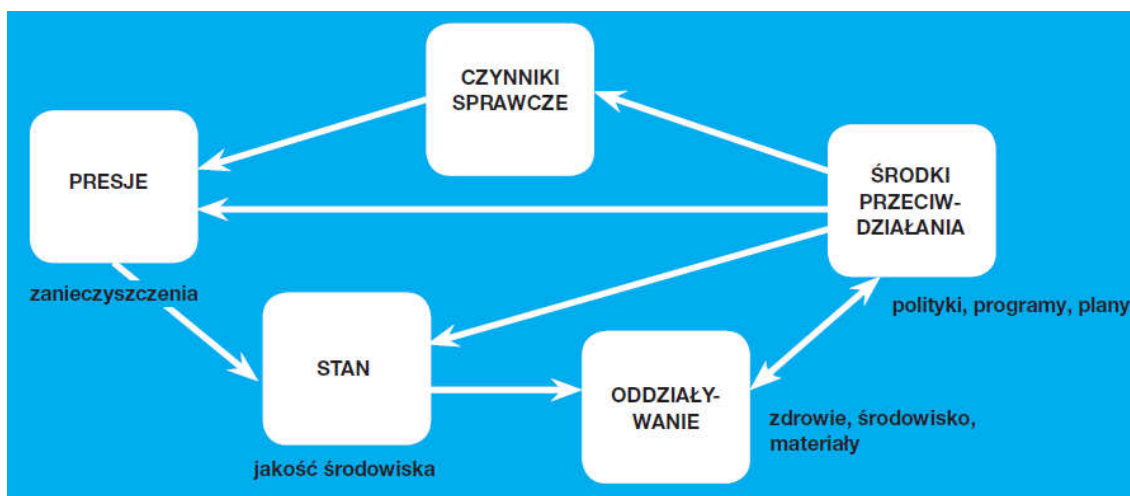 CZYNNIKI
SPRAWCZE
PRESJE
ŚRODKI
PRZECIW-
DZIAŁANIA
zanieczyszczenia
polityki, programy, plany
STAN
ODDZIAŁY-
WANIE
zdrowie, środowisko,
materiały
jakość środowiska